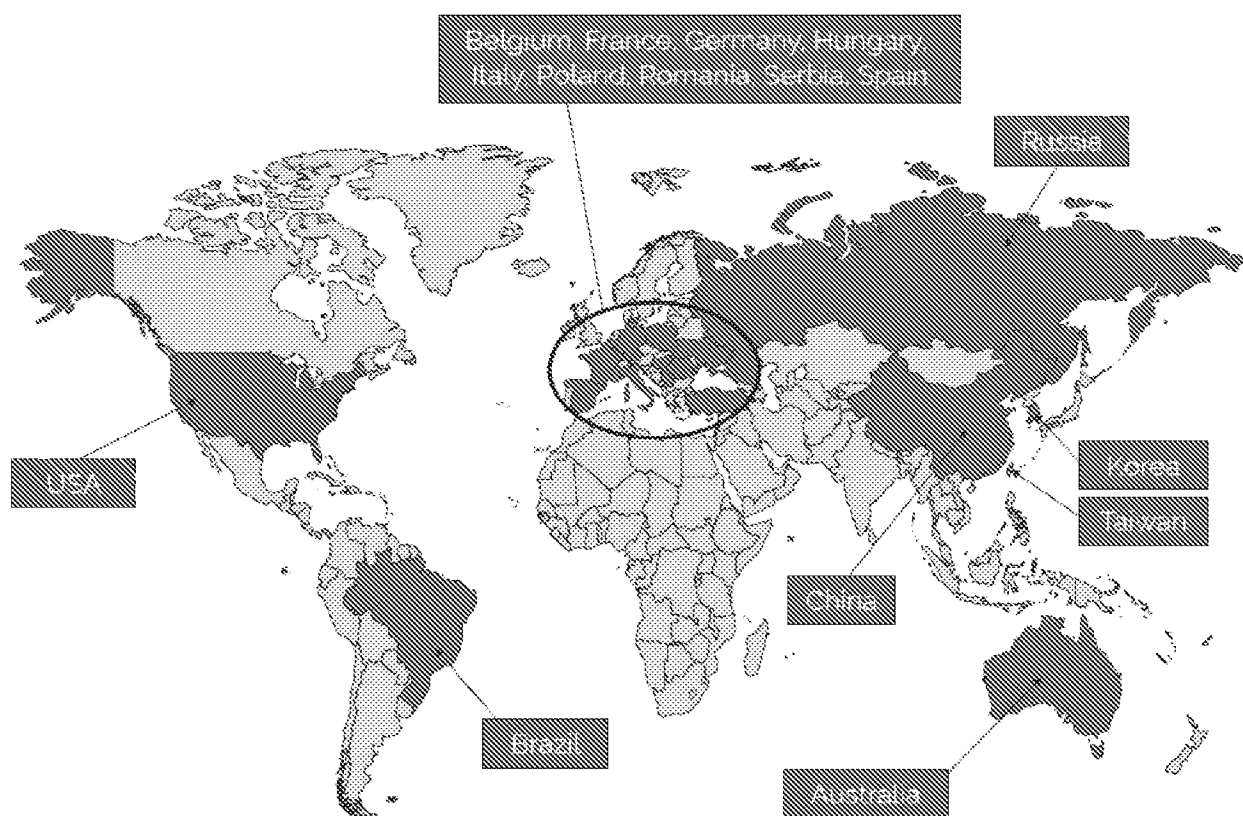 Belgium, France, Germany, Hungary,
Italy, Poland, Romania, Serbia, Spain
Russia
USA
Korea
Taiwan
China
Brazil
Australia